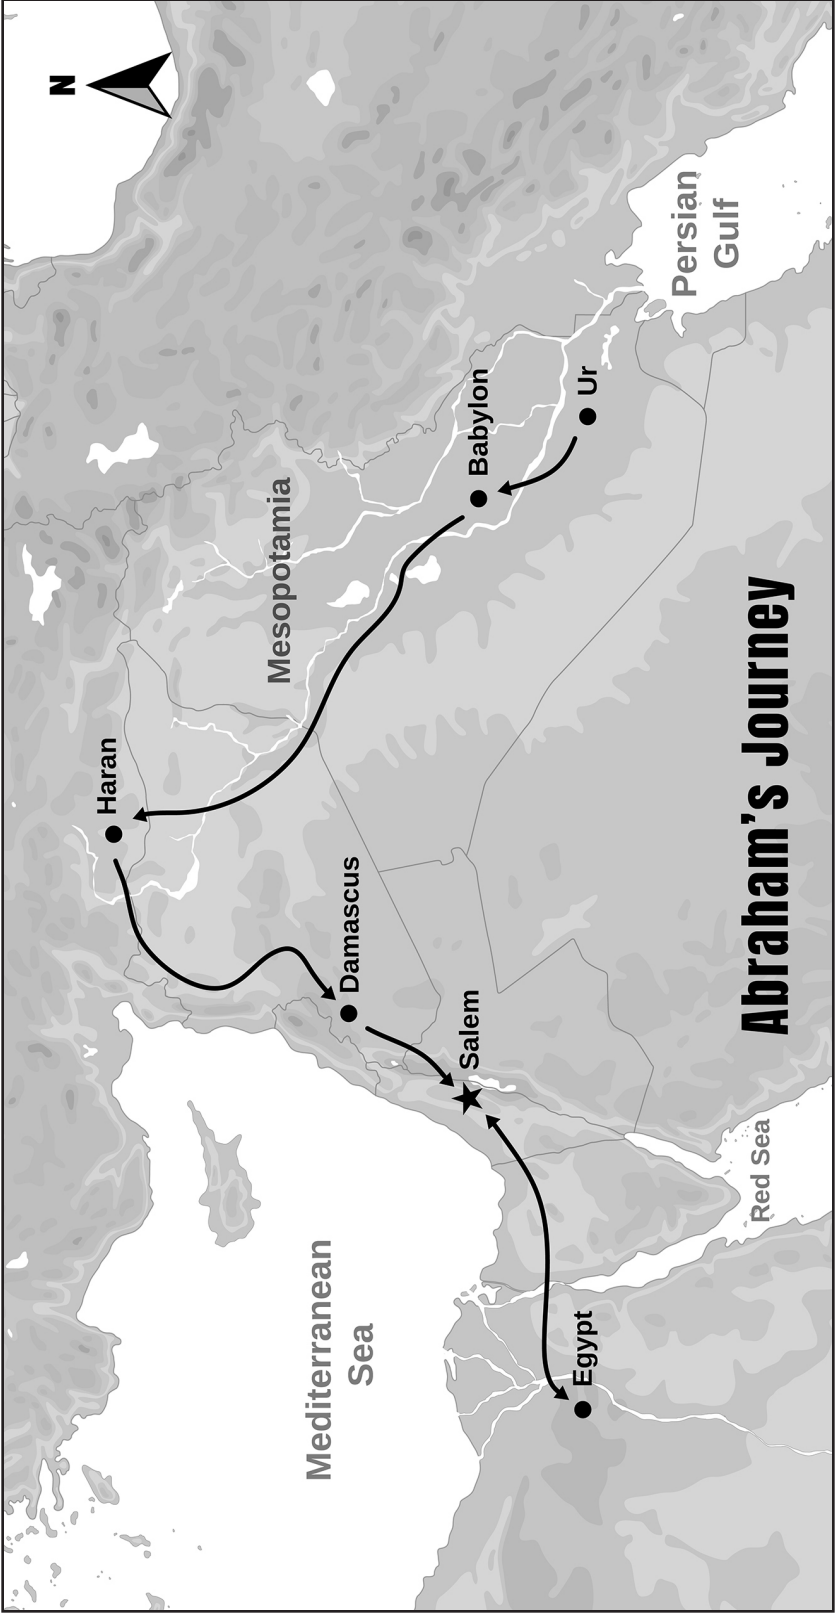 N
Haran
Mesopotamia
Babylon
Ur
Persian
Gulf
Damascus
Salem
Mediterranean
Sea
Egypt
Red Sea
Abraham's Journey